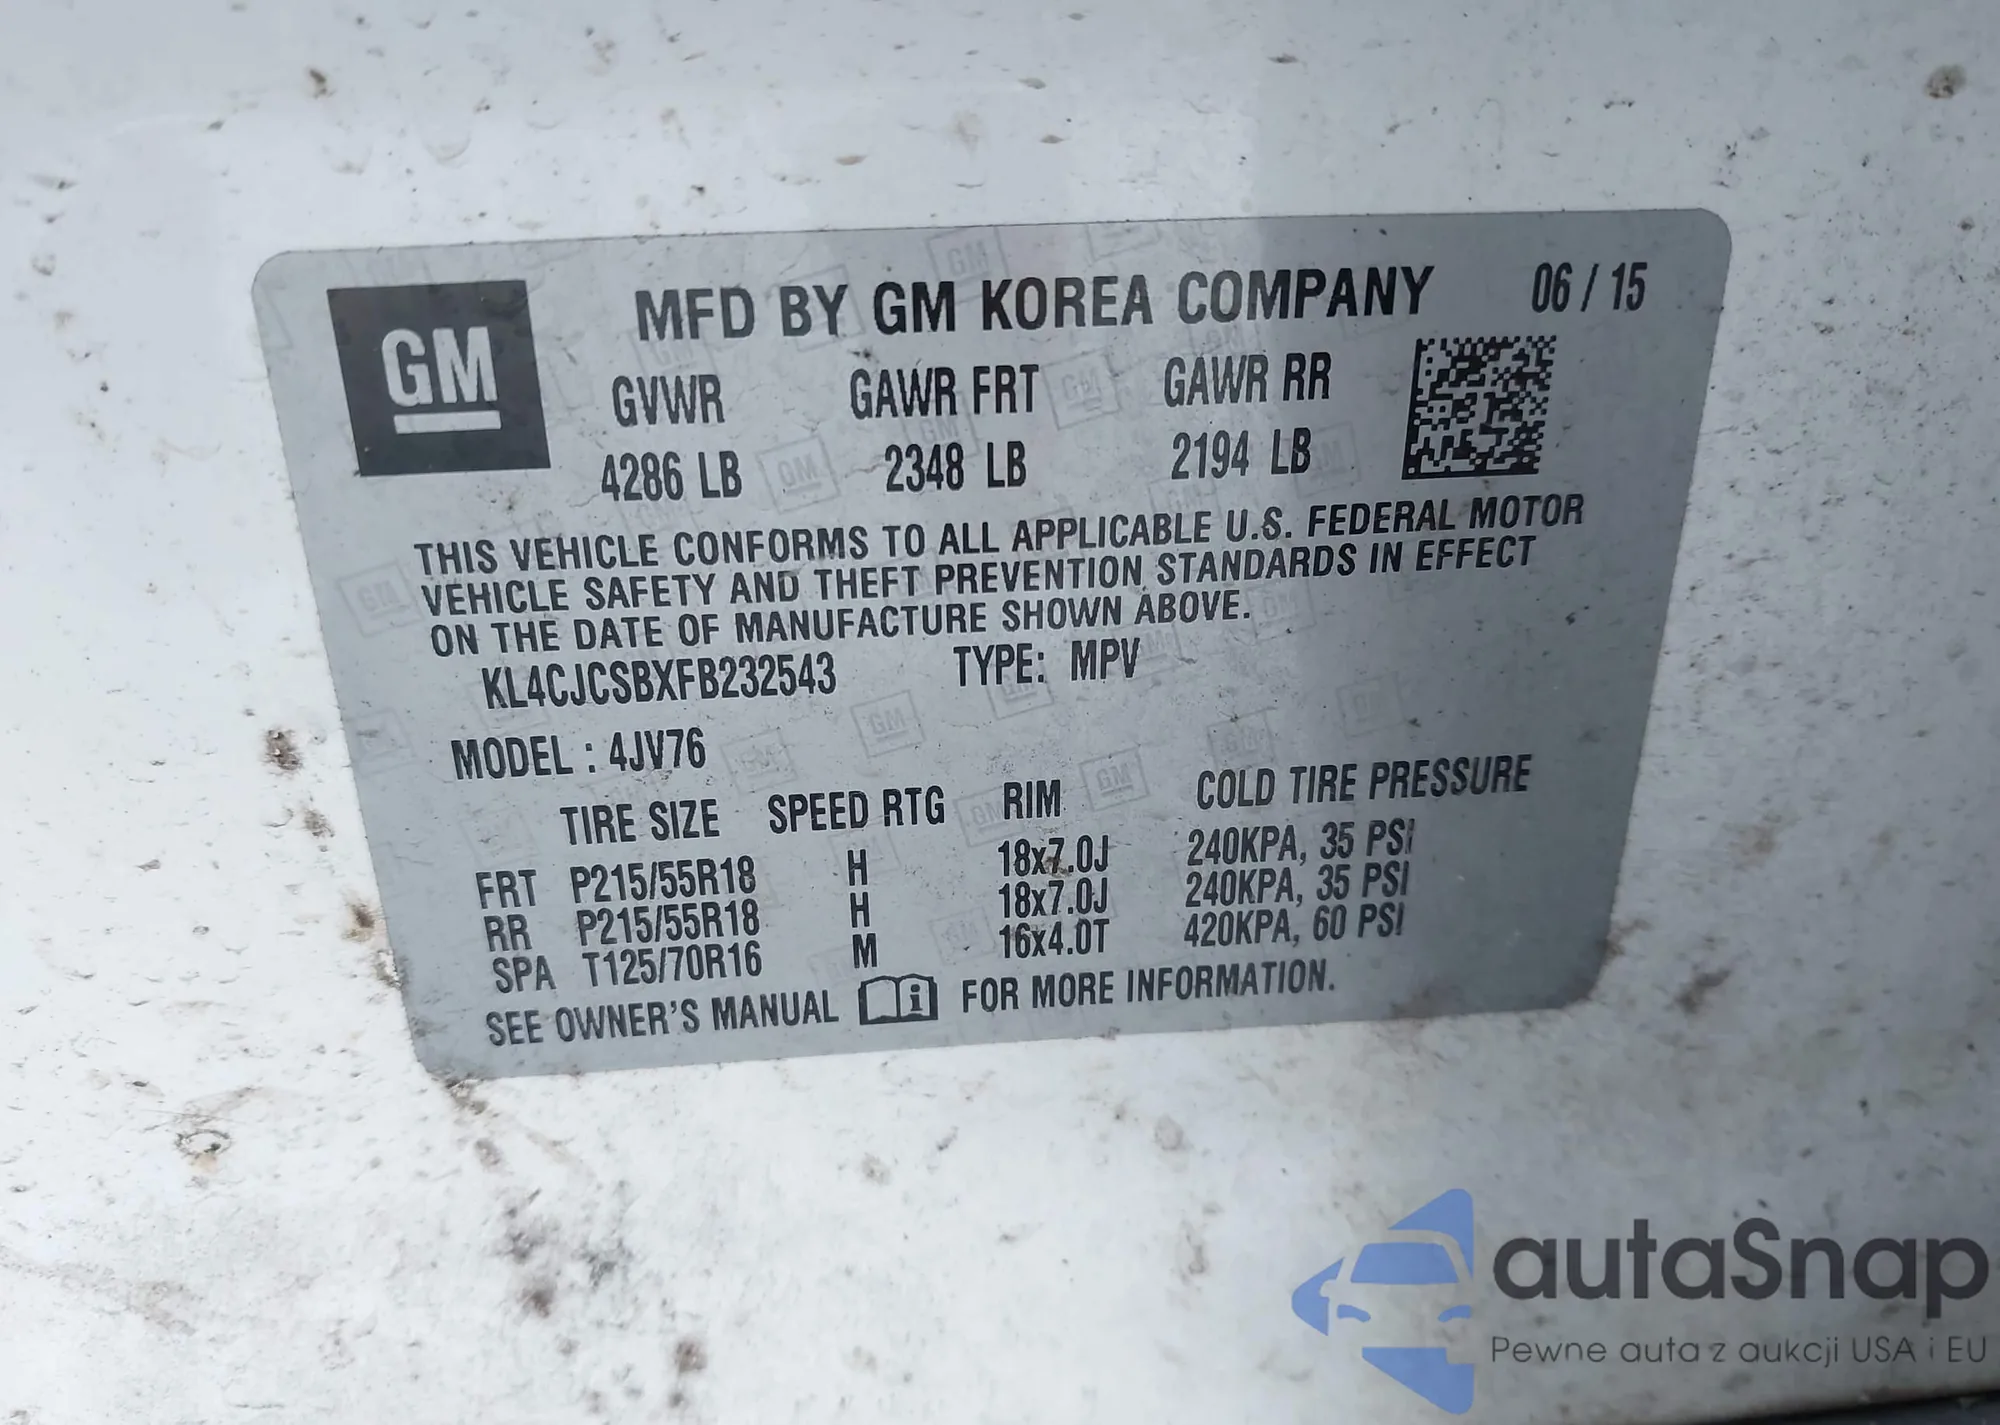 GM
MFD BY GM KOREA COMPANY 06 / 15
GVWR GAWR FRT GAWR RR
4286 LB 2348 LB 2194 LB
THIS VEHICLE CONFORMS TO ALL APPLICABLE U.S. FEDERAL MOTOR
VEHICLE SAFETY AND THEFT PREVENTION STANDARDS IN EFFECT
ON THE DATE OF MANUFACTURE SHOWN ABOVE.
KL4CJCSBXFB232543 TYPE: MPV
MODEL : 4JV76
TIRE SIZE SPEED RTG RIM COLD TIRE PRESSURE
FRT P215/55R18 H 18x7.0J 240KPA, 35 PSI
RR P215/55R18 H 18x7.0J 240KPA, 35 PSI
SPA T125/70R16 M 16x4.0T 420KPA, 60 PSI
SEE OWNER'S MANUAL i FOR MORE INFORMATION.
autaSnap
Pewne auta z aukcji USA i EU